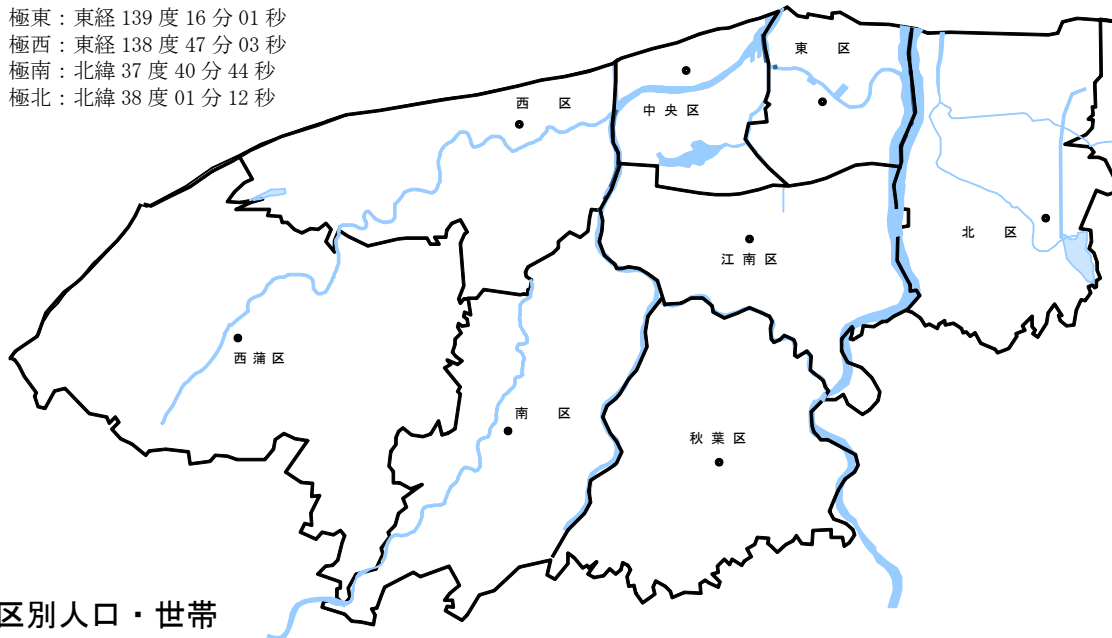 極東：東経 139 度 16 分 01 秒
極西：東経 138 度 47 分 03 秒
極南：北緯 37 度 40 分 44 秒
極北：北緯 38 度 01 分 12 秒
東　区
西　区
中央区
北　区
江南区
西蒲区
南　区
秋葉区
区別人口・世帯